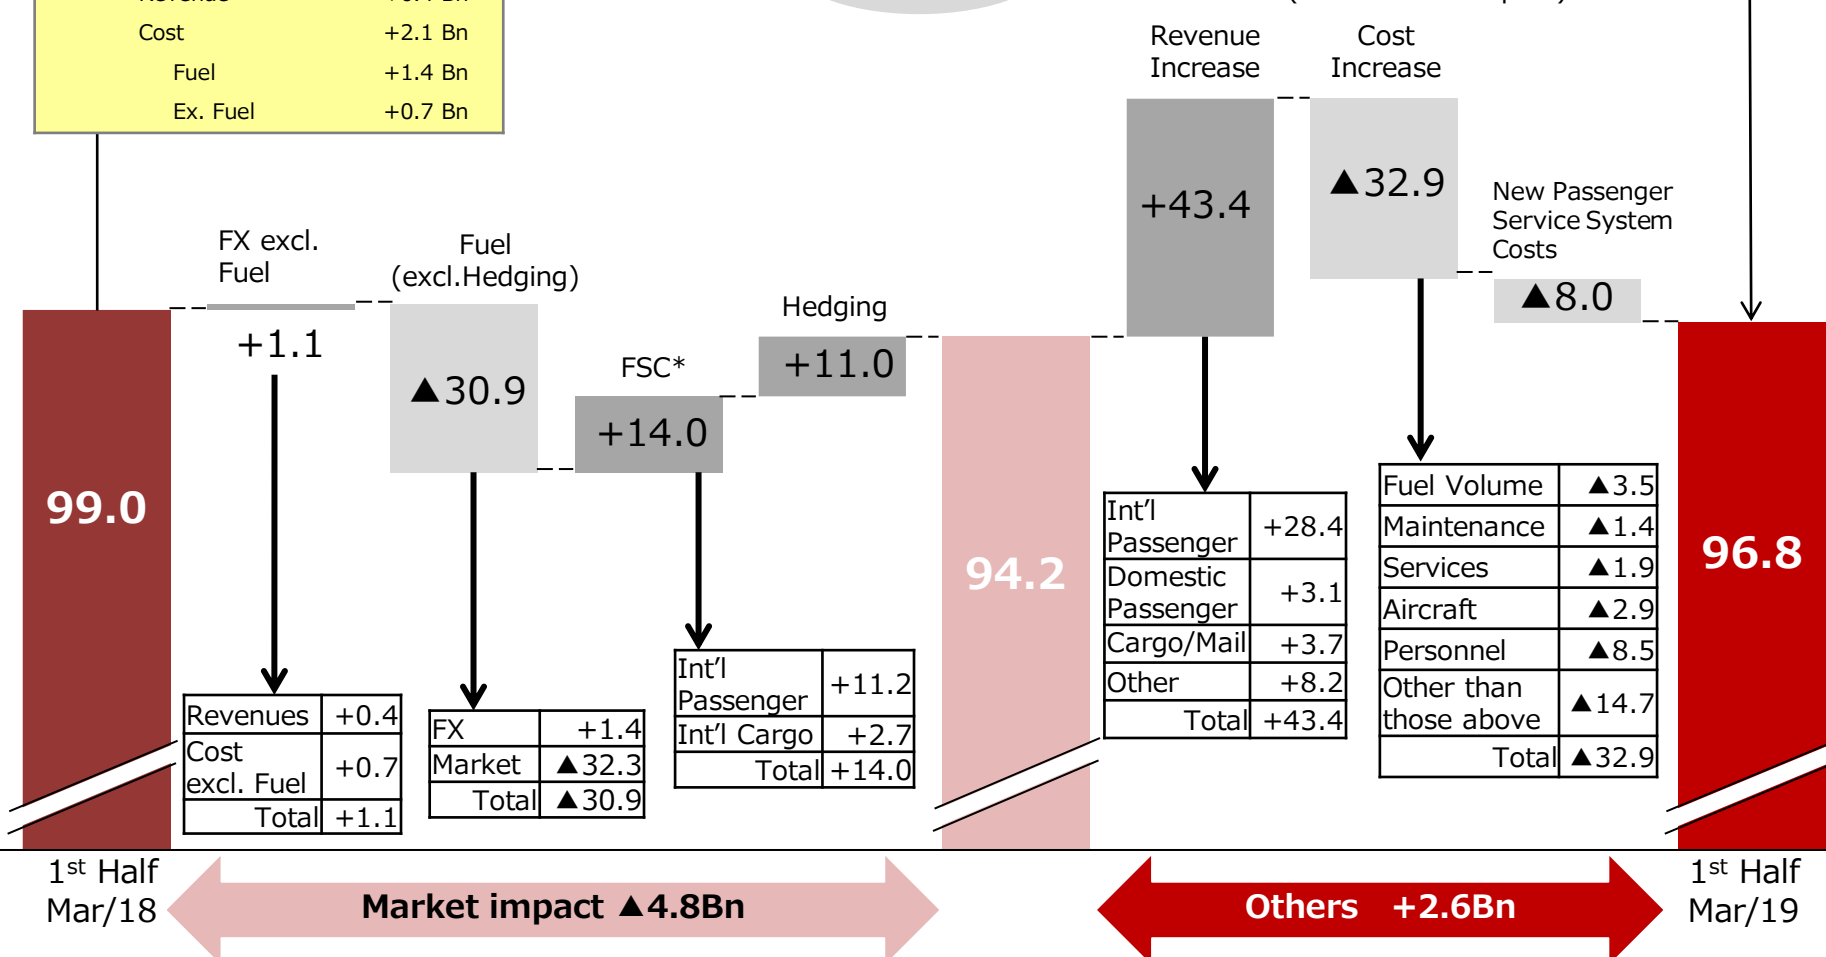 Cost +2.1 Bn
Fuel +1.4 Bn
Ex. Fuel +0.7 Bn
Revenue
Increase
Cost
Increase
+43.4
▲32.9
New Passenger
Service System
Costs
▲8.0
FX excl.
Fuel
+1.1
Fuel
(excl.Hedging)
▲30.9
FSC*
+14.0
Hedging
+11.0
99.0
94.2
96.8
Revenues +0.4
Cost
excl. Fuel +0.7
Total +1.1
FX +1.4
Market ▲32.3
Total ▲30.9
Int’l
Passenger +11.2
Int’l Cargo +2.7
Total +14.0
Int’l
Passenger +28.4
Domestic
Passenger +3.1
Cargo/Mail +3.7
Other +8.2
Total +43.4
Fuel Volume ▲3.5
Maintenance ▲1.4
Services ▲1.9
Aircraft ▲2.9
Personnel ▲8.5
Other than
those above ▲14.7
Total ▲32.9
1st Half
Mar/18
Market impact ▲4.8Bn
Others +2.6Bn
1st Half
Mar/19